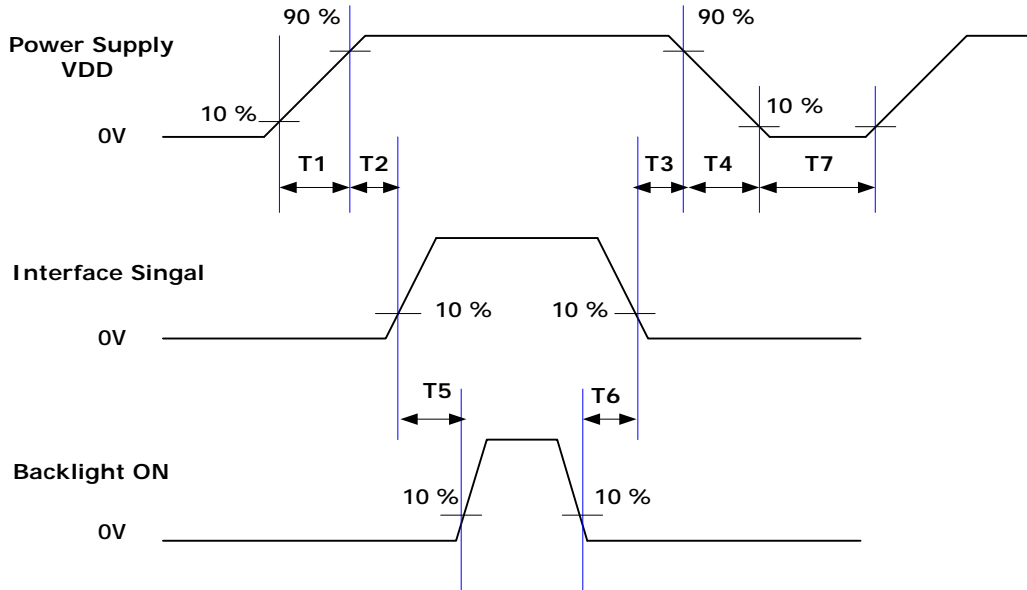 90 %
90 %
Power Supply
VDD
10 %
10 %
0V
T1
T2
T3
T4
T7
Interface Singal
10 %
10 %
0V
T5
T6
Backlight ON
10 %
10 %
0V